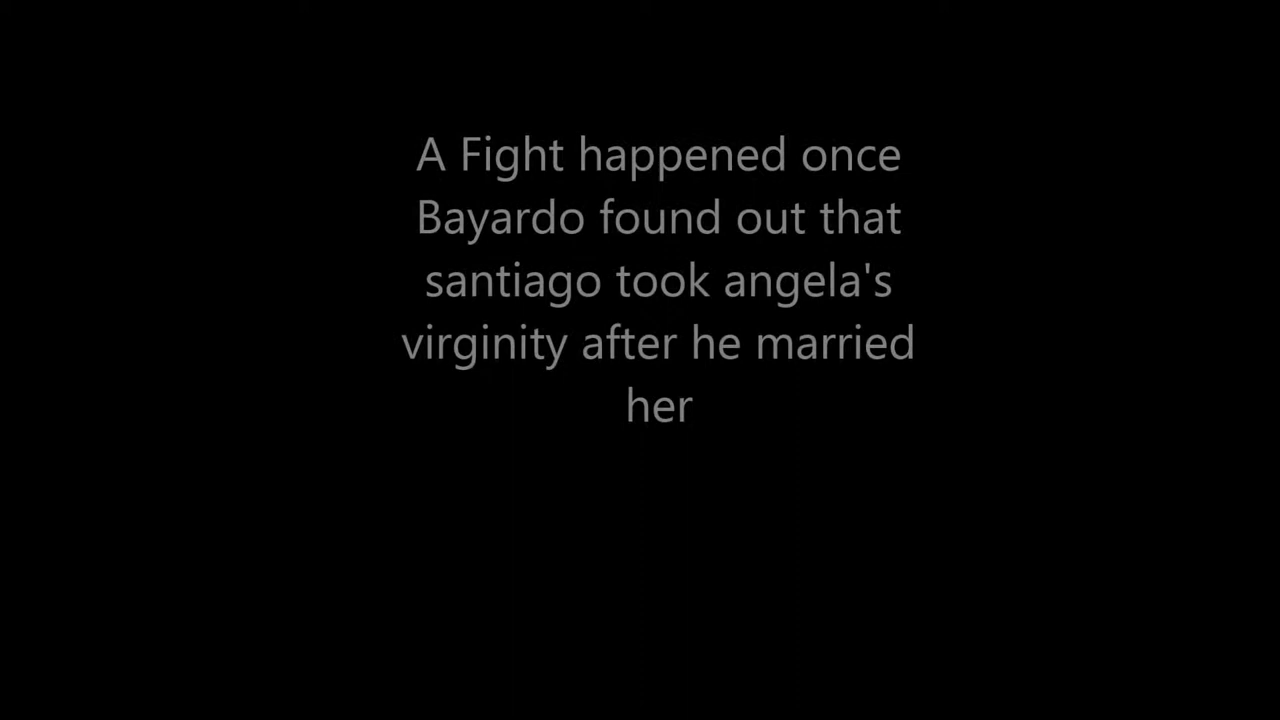 A Fight happened once
Bayardo found out that
santiago took angela's
virginity after he married
her